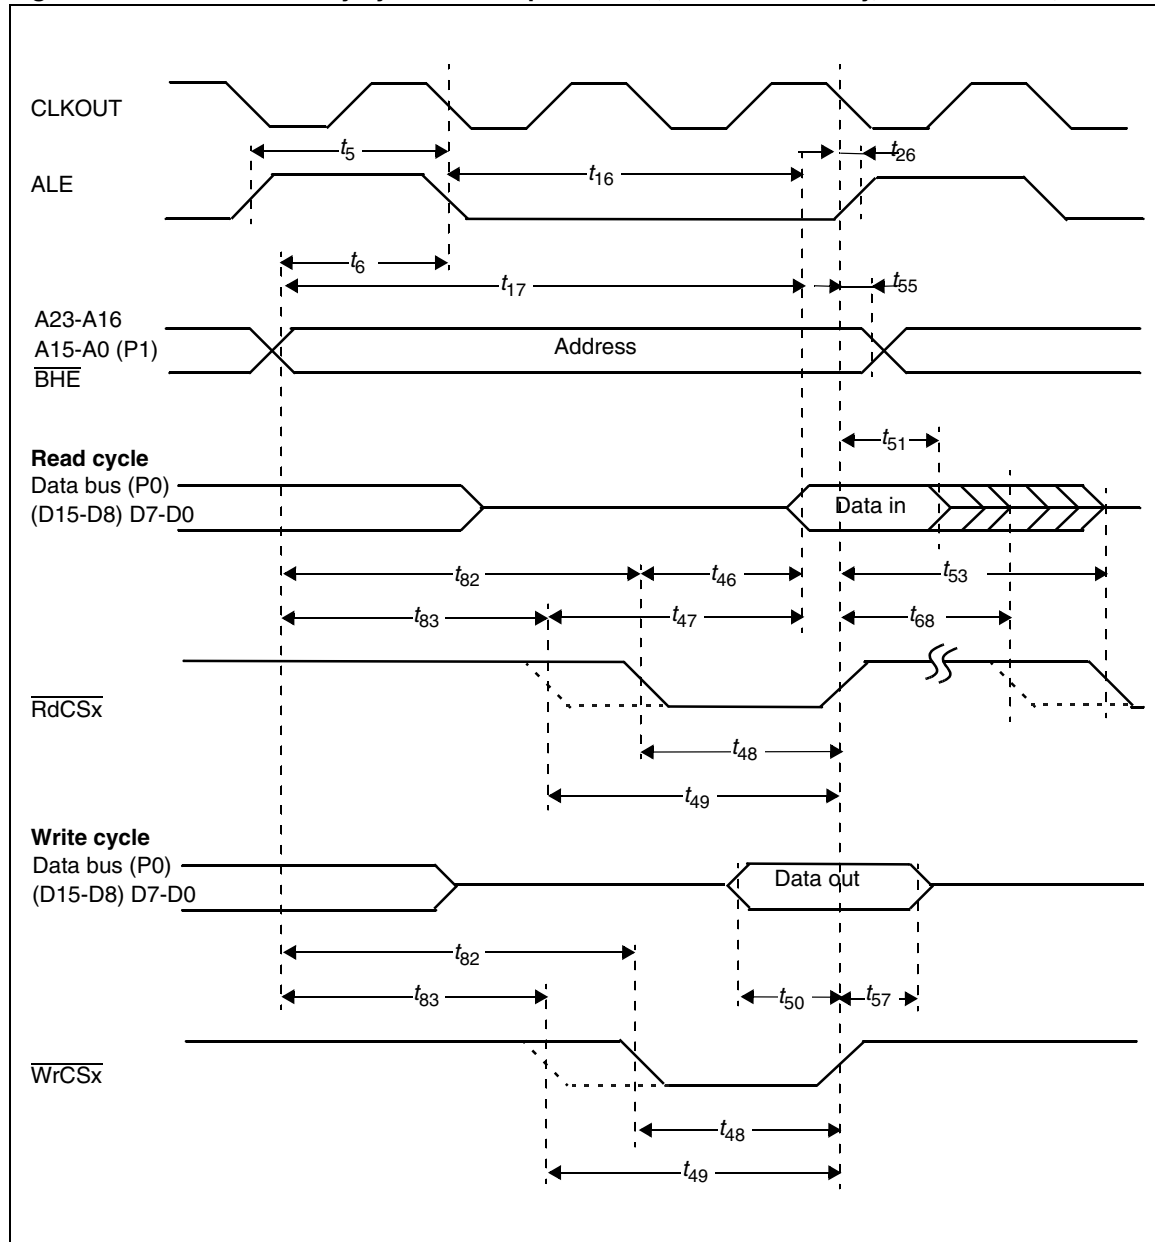 CLKOUT
t5
t26
ALE
t16
t6
t17
t55
A23-A16
A15-A0 (P1)
Address
BHE
t51
Read cycle
Data bus (P0)
Data in
(D15-D8) D7-D0
t82
t46
t53
t83
t47
t68
RdCSx
t48
t49
Write cycle
Data bus (P0)
Data out
(D15-D8) D7-D0
t82
t83
t50
t57
WrCSx
t48
t49